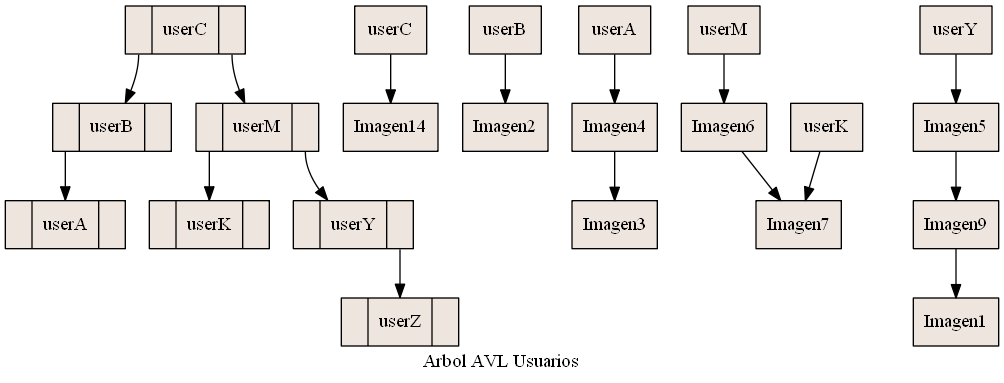 userC
userC
userB
userA
userM
userY
userB
userM
Imagen14
Imagen2
Imagen4
Imagen6
userK
Imagen5
userA
userK
userY
Imagen3
Imagen7
Imagen9
userZ
Imagen1
Arbol AVL Usuarios